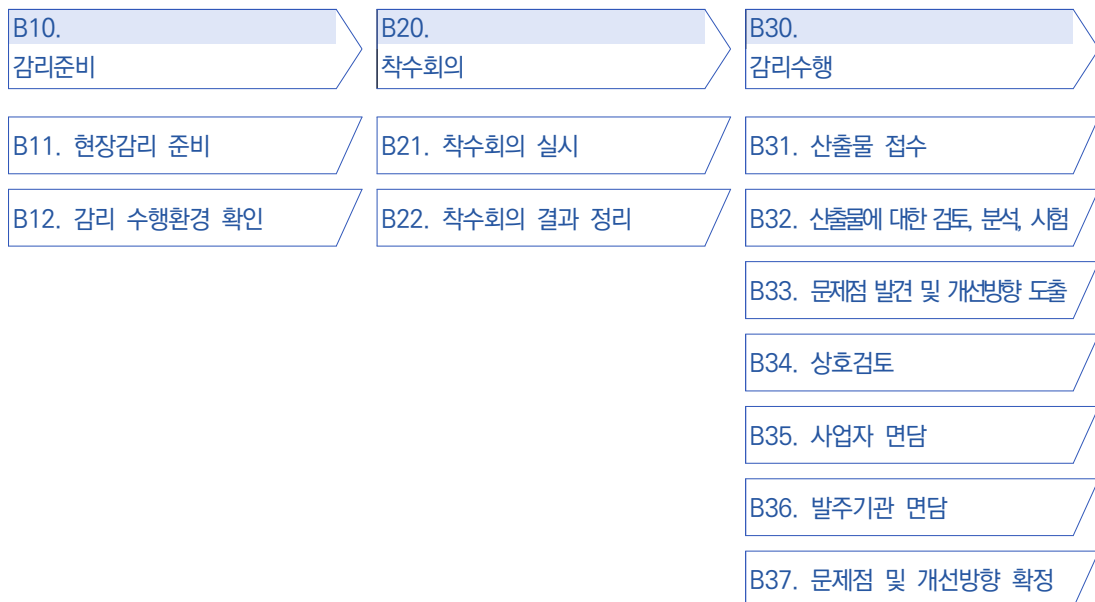 B10.
감리준비
B20.
착수회의
B30.
감리수행
B11. 현장감리 준비
B21. 착수회의 실시
B31. 산출물 접수
B12. 감리 수행환경 확인
B22. 착수회의 결과 정리
B32. 산출물에 대한 검토, 분석, 시험
B33. 문제점 발견 및 개선방향 도출
B34. 상호검토
B35. 사업자 면담
B36. 발주기관 면담
B37. 문제점 및 개선방향 확정